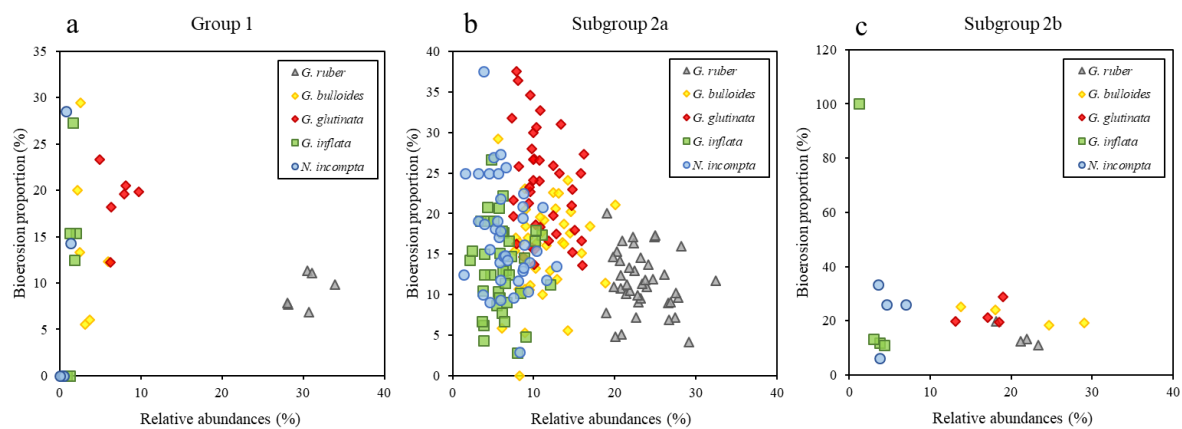 a
Group 1
35
30
25
20
15
10
5
0
0
10
20
30
40
Bioerosion proportion (%)
Relative abundances (%)
G. ruber
G. bulloides
G. glutinata
G. inflata
N. incompta
b
Subgroup 2a
40
35
30
25
20
15
10
5
0
0
10
20
30
40
Bioerosion proportion (%)
Relative abundances (%)
G. ruber
G. bulloides
G. glutinata
G. inflata
N. incompta
c
Subgroup 2b
120
100
80
60
40
20
0
0
10
20
30
40
Bioerosion proportion (%)
Relative abundances (%)
G. ruber
G. bulloides
G. glutinata
G. inflata
N. incompta